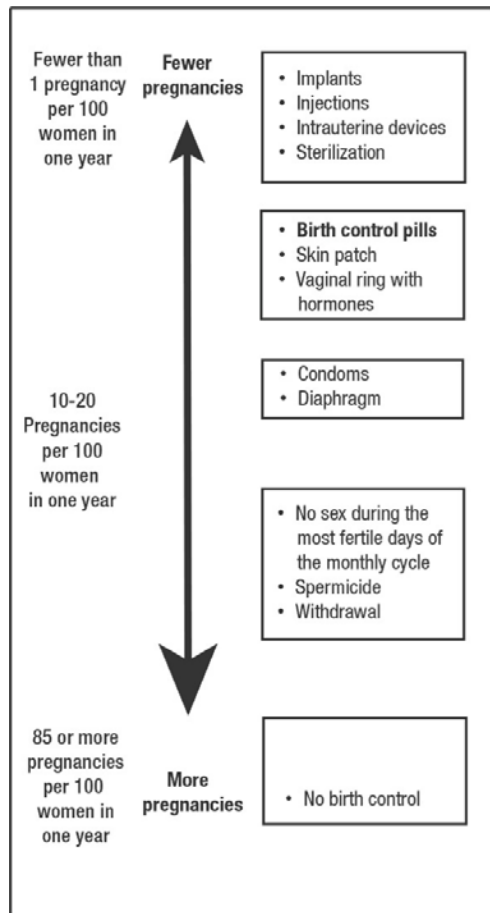 Fewer than
1 pregnancy
per 100
women in
one year
Fewer
pregnancies
• Implants
• Injections
• Intrauterine devices
• Sterilization
• Birth control pills
• Skin patch
• Vaginal ring with
hormones
10-20
Pregnancies
per 100
women
in one year
• Condoms
• Diaphragm
• No sex during the
most fertile days of
the monthly cycle
• Spermicide
• Withdrawal
85 or more
pregnancies
per 100
women in
one year
More
pregnancies
• No birth control